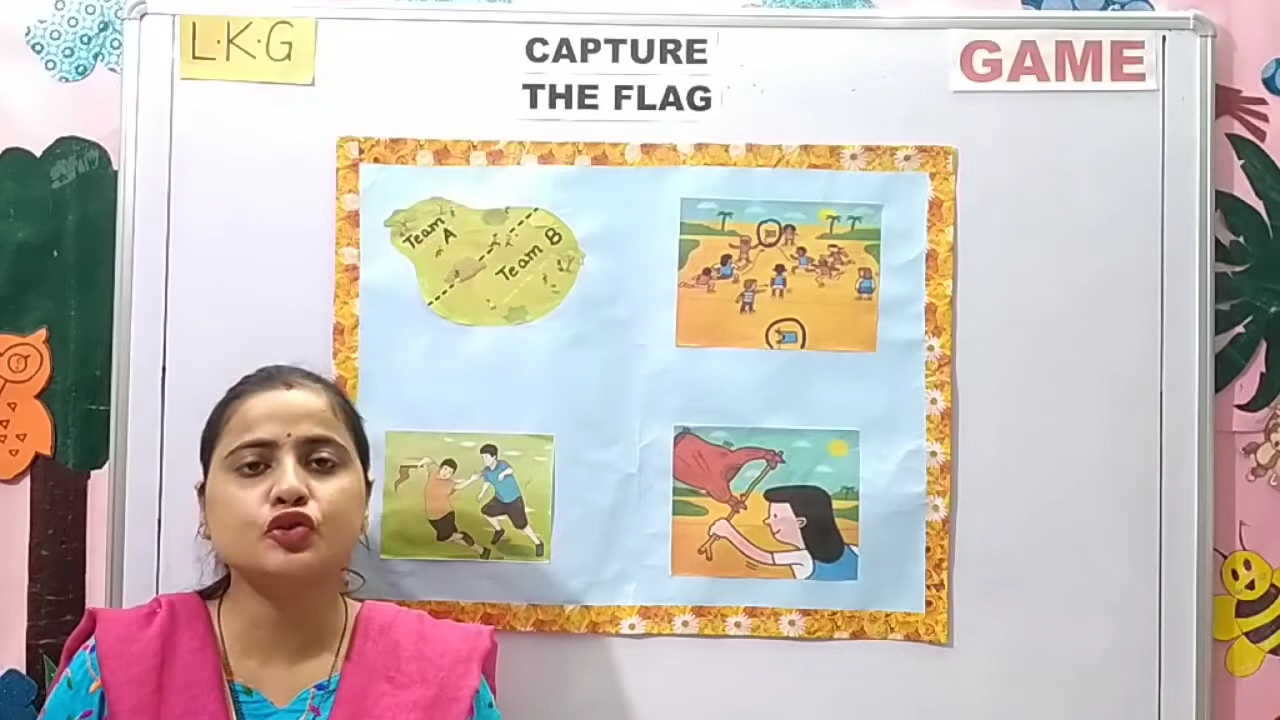 L.K.G
CAPTURE
THE FLAG
GAME
Team
A
Team B